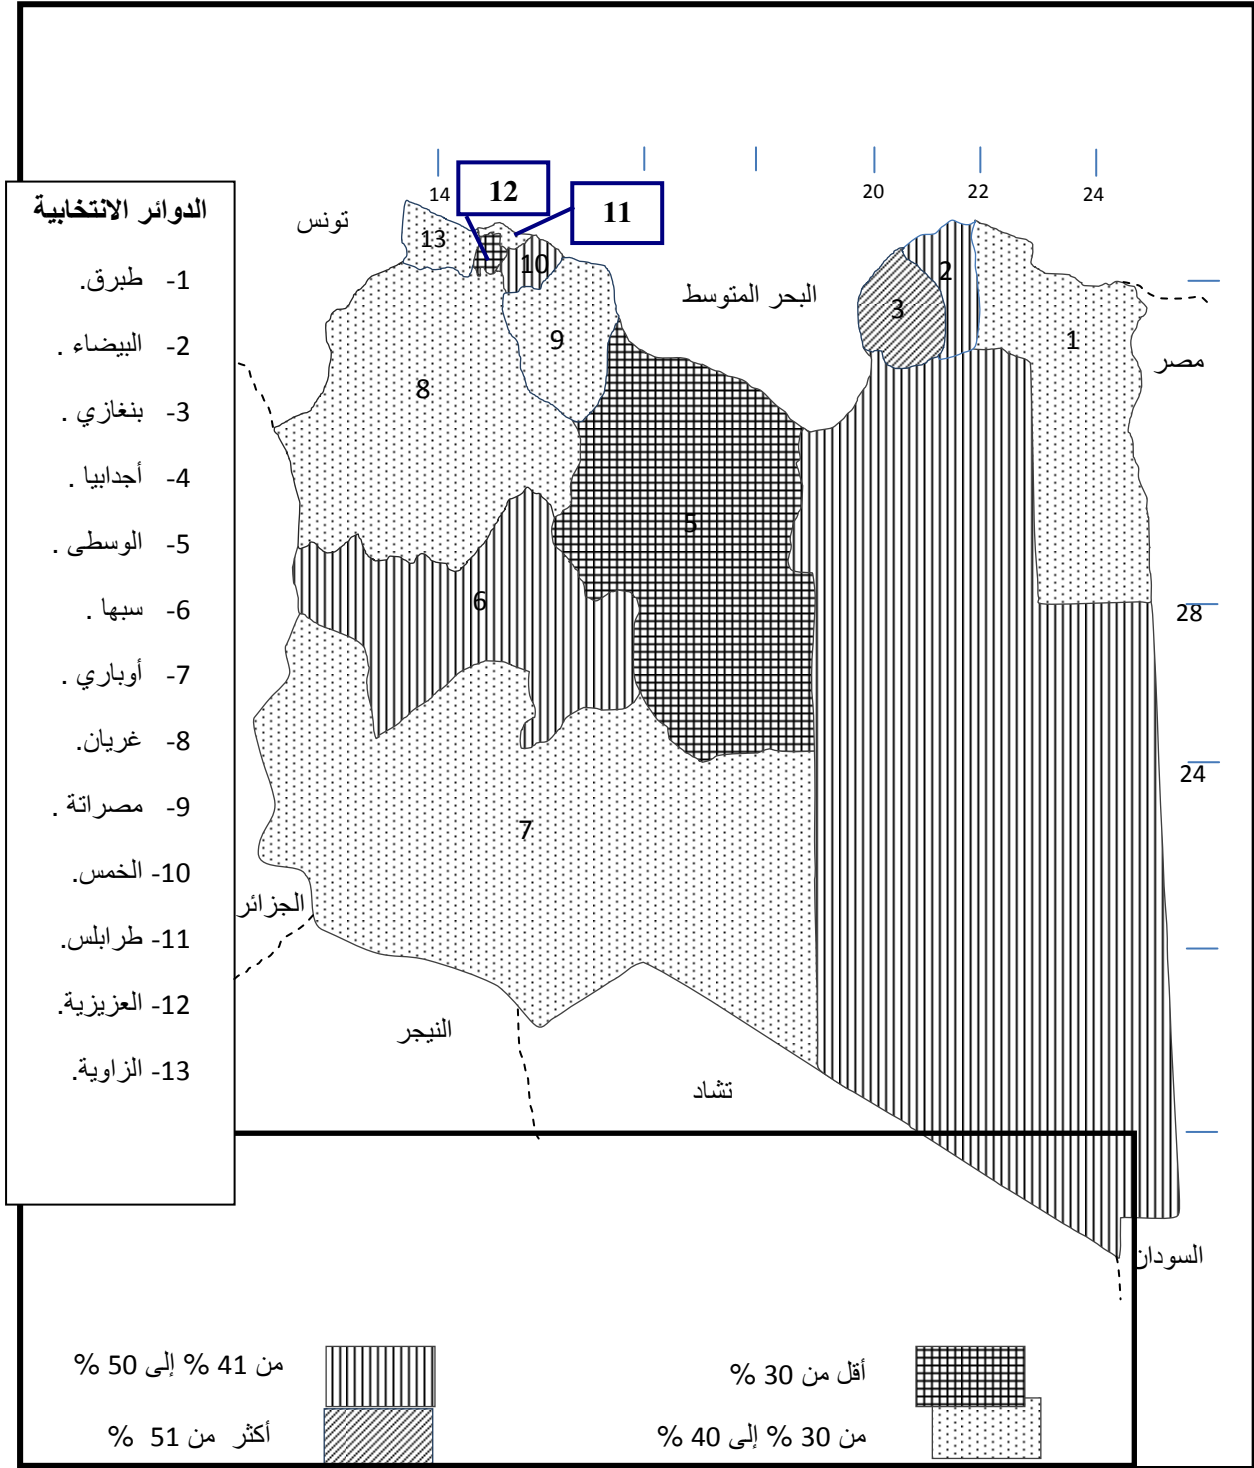 14
20
22
24
12
11
تونس
البحر المتوسط
مصر
13
10
2
3
1
9
8
5
6
28
24
7
الجزائر
النيجر
تشاد
السودان
الدوائر الانتخابية
1- طبرق.
2- البيضاء .
3- بنغازي .
4- أجدابيا .
5- الوسطى .
6- سبها .
7- أوباري .
8- غريان.
9- مصراتة .
10- الخمس.
11- طرابلس.
12- العزيزية.
13- الزاوية.
أقل من 30 %
من 41 % إلى 50 %
من 30 % إلى 40 %
أكثر من 51 %